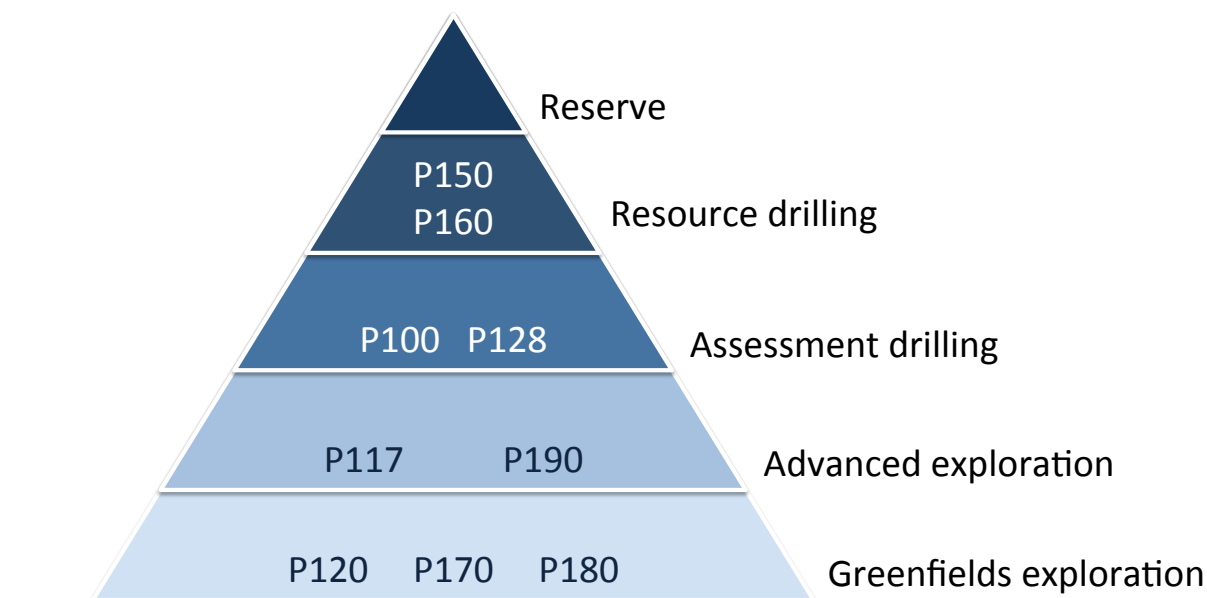 Reserve
P150
P160
Resource drilling
P100 P128
Assessment drilling
P117 P190
Advanced exploration
P120 P170 P180
Greenfields exploration